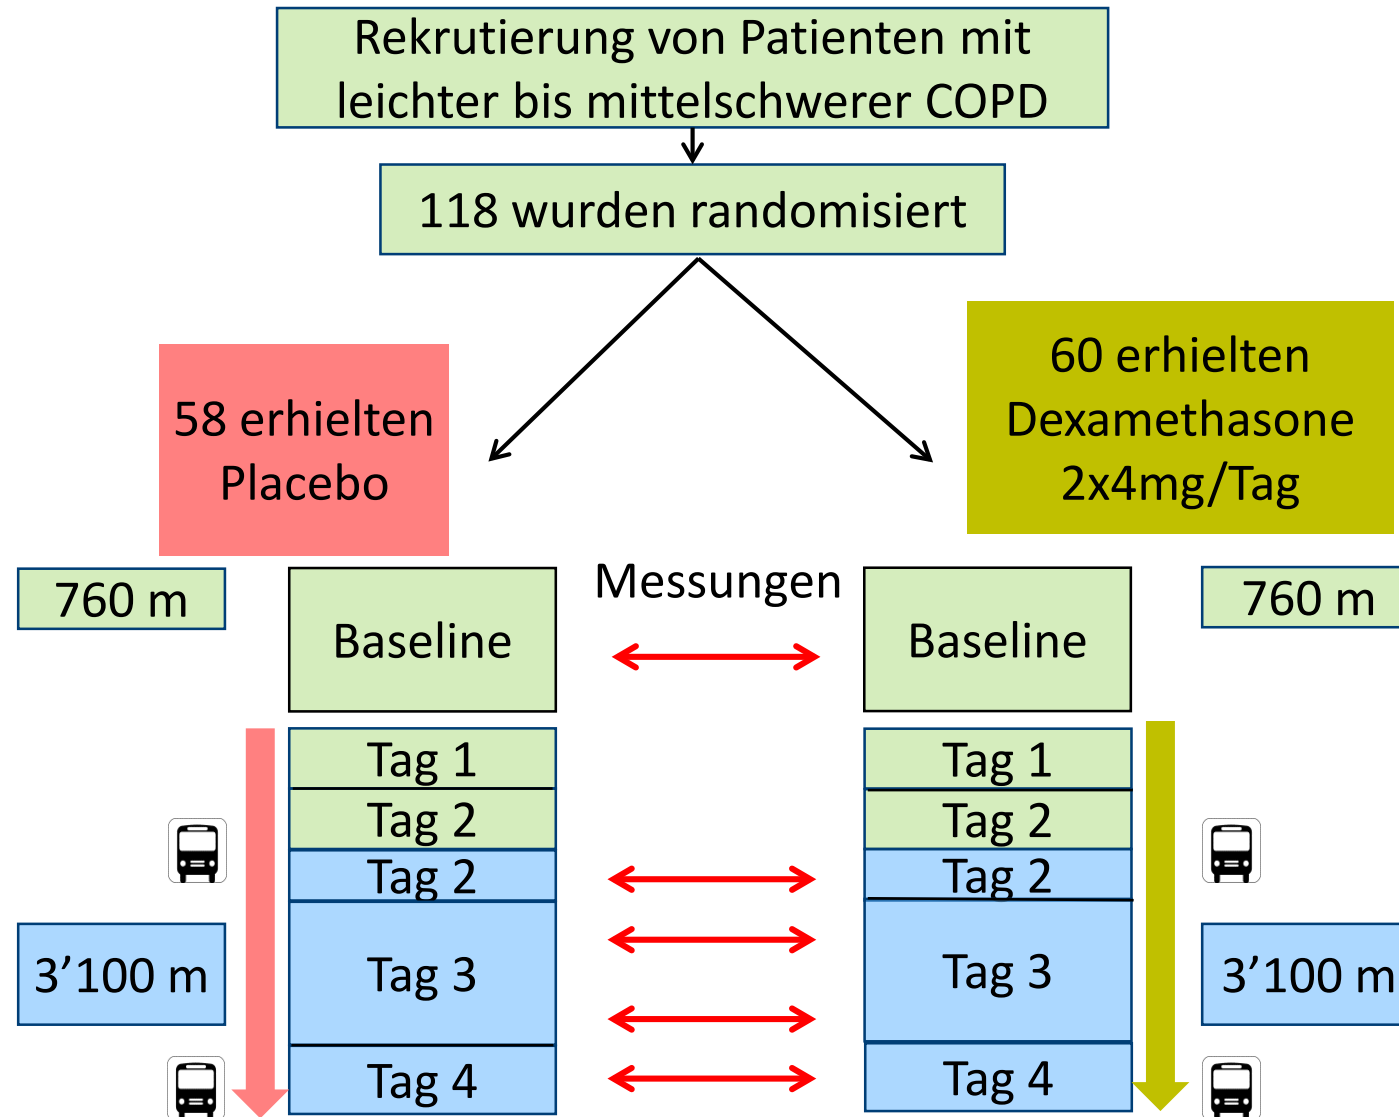 Rekrutierung von Patienten mit
leichter bis mittelschwerer COPD
118 wurden randomisiert
58 erhielten
Placebo
60 erhielten
Dexamethasone
2x4mg/Tag
760 m
Baseline
Messungen
Baseline
760 m
Tag 1
Tag 1
Tag 2
Tag 2
Tag 2
Tag 2
3’100 m
Tag 3
Tag 3
3’100 m
Tag 4
Tag 4